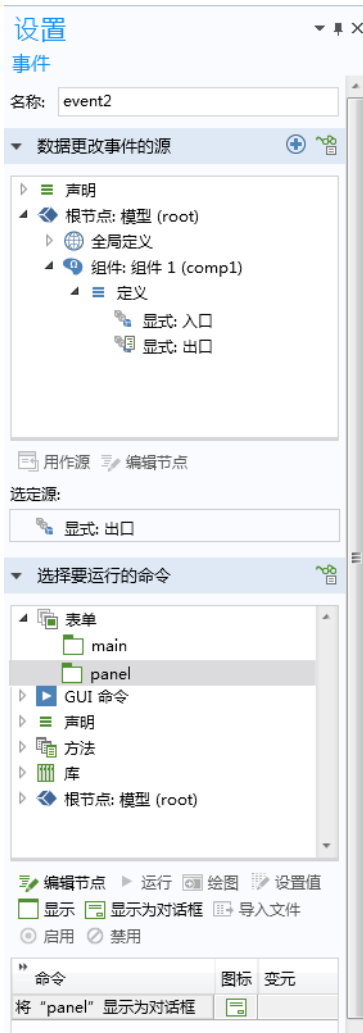 设置
事件
名称: event2
数据更改事件的源
声明
根节点: 模型 (root)
全局定义
组件: 组件 1 (comp1)
定义
显式: 入口
显式: 出口
用作源 编辑节点
选定源:
显式: 出口
选择要运行的命令
表单
main
panel
GUI 命令
声明
方法
库
根节点: 模型 (root)
编辑节点 运行 绘图 设置值
显示 显示为对话框 导入文件
启用 禁用
命令 图标 变元
将“panel”显示为对话框